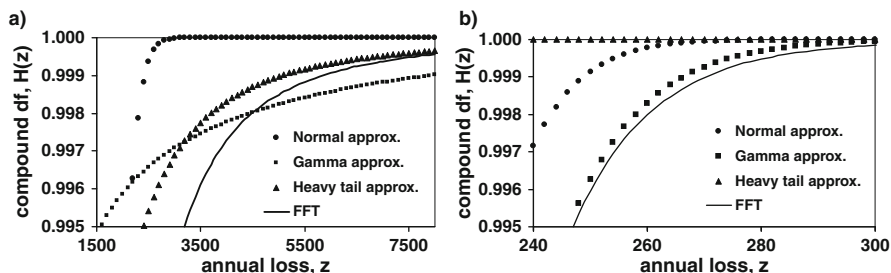 a)
compound df, H(z)
1.000
0.999
0.998
0.997
0.996
0.995
Normal approx.
Gamma approx.
Heavy tail approx.
FFT
1500
3500
5500
7500
annual loss, z
b)
compound df, H(z)
1.000
0.999
0.998
0.997
0.996
0.995
Normal approx.
Gamma approx.
Heavy tail approx.
FFT
240
260
280
300
annual loss, z